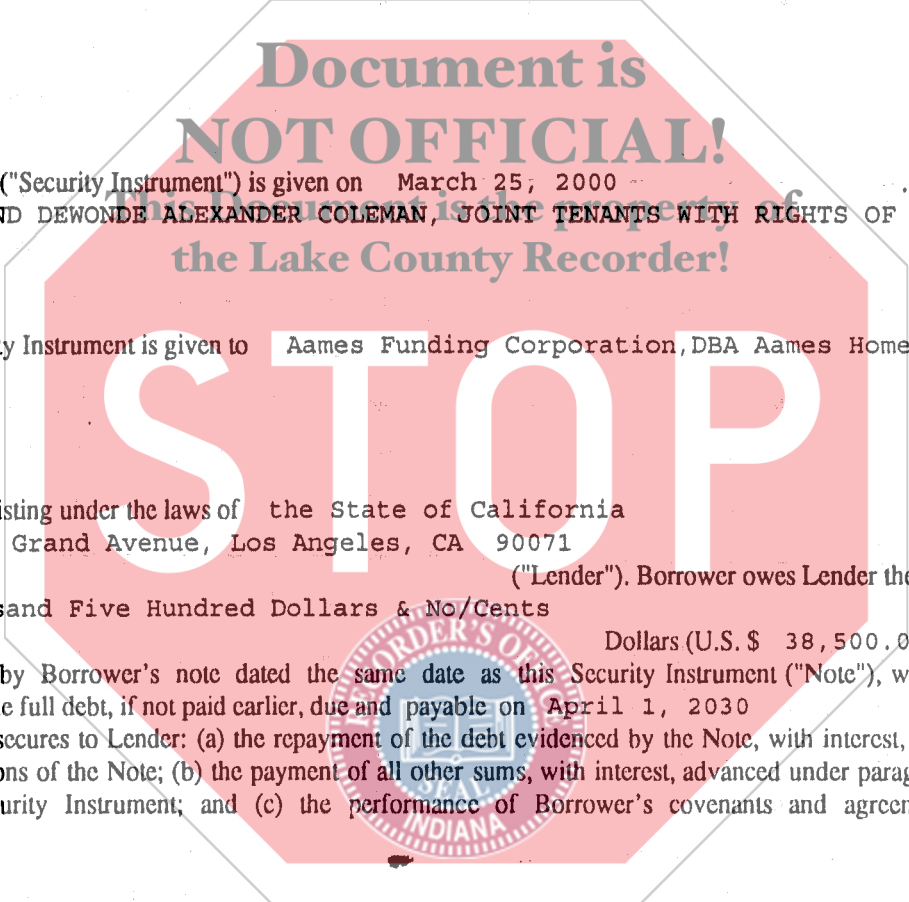 Document is
NOT OFFICIAL!
("Security Instrument") is given on March 25, 2000 .
ND DEWONDE ALEXANDER COLEMAN, JOINT TENANTS WITH RIGHTS OF
This Document is the property of
the Lake County Recorder!
y Instrument is given to Aames Funding Corporation,DBA Aames Home
STOP
isting under the laws of the State of California
Grand Avenue, Los Angeles, CA 90071
("Lender"). Borrower owes Lender the
sand Five Hundred Dollars & No/Cents
Dollars (U.S. $ 38,500.0
by Borrower's note dated the same date as this Security Instrument ("Note"), w
e full debt, if not paid earlier, due and payable on April 1, 2030
secures to Lender: (a) the repayment of the debt evidenced by the Note, with interest,
ons of the Note; (b) the payment of all other sums, with interest, advanced under parag
urity Instrument; and (c) the performance of Borrower's covenants and agreem
RECORDER'S OFFICE
SEAL
INDIANA